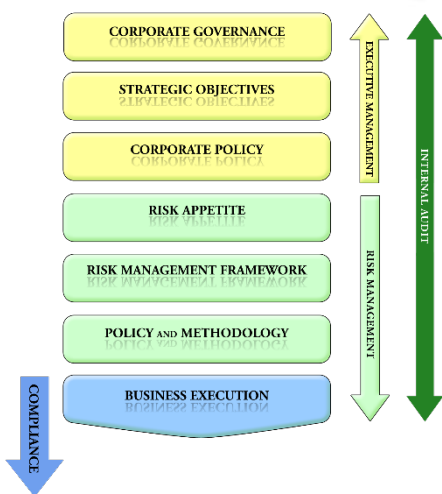 CORPORATE GOVERNANCE
STRATEGIC OBJECTIVES
CORPORATE POLICY
RISK APPETITE
RISK MANAGEMENT FRAMEWORK
POLICY AND METHODOLOGY
BUSINESS EXECUTION
COMPLIANCE
EXECUTIVE MANAGEMENT
RISK MANAGEMENT
INTERNAL AUDIT